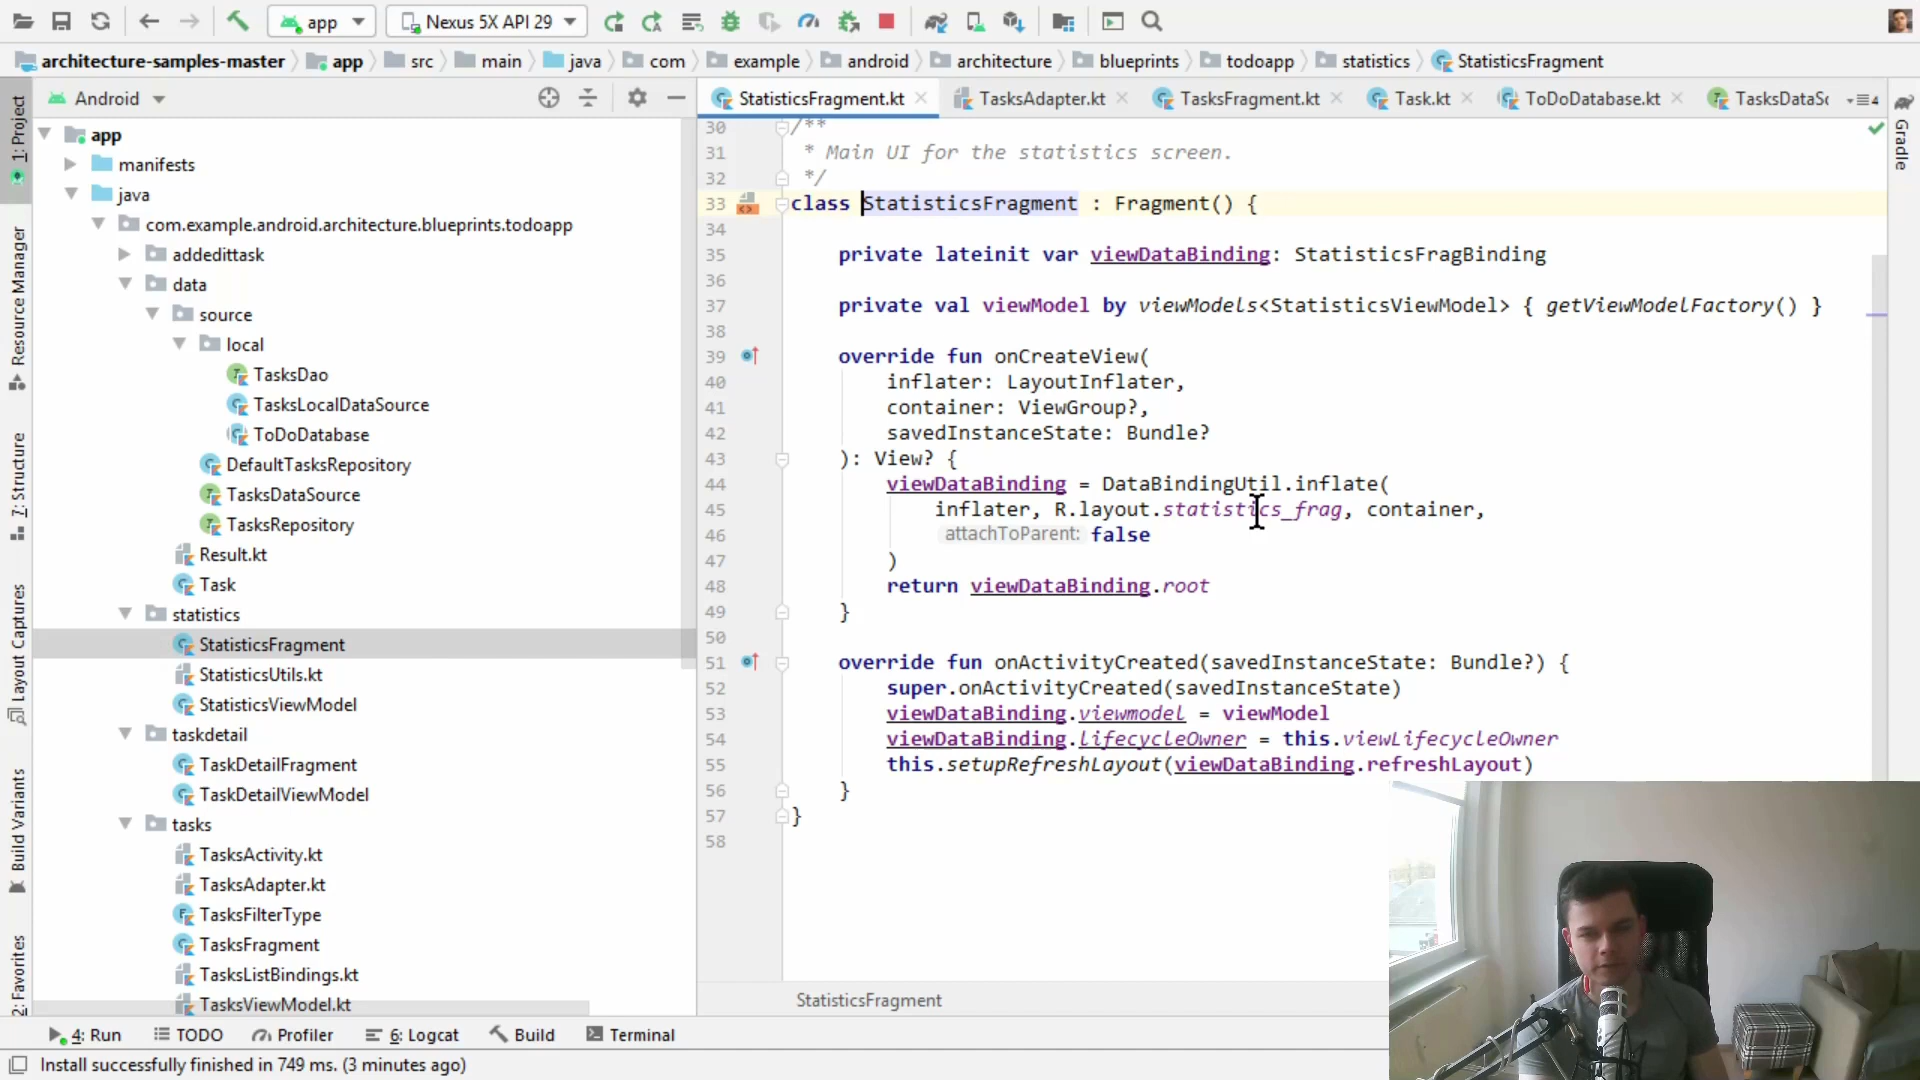 app
Nexus 5X API 29
architecture-samples-master
app
src
main
java
com
example
android
architecture
blueprints
todoapp
statistics
StatisticsFragment
Android
StatisticsFragment.kt
TasksAdapter.kt
TasksFragment.kt
Task.kt
ToDoDatabase.kt
TasksDataSc
4
1: Project
Resource Manager
7: Structure
Layout Captures
Build Variants
2: Favorites
Gradle
app
manifests
java
com.example.android.architecture.blueprints.todoapp
addedittask
data
source
local
TasksDao
TasksLocalDataSource
ToDoDatabase
DefaultTasksRepository
TasksDataSource
TasksRepository
Result.kt
Task
statistics
StatisticsFragment
StatisticsUtils.kt
StatisticsViewModel
taskdetail
TaskDetailFragment
TaskDetailViewModel
tasks
TasksActivity.kt
TasksAdapter.kt
TasksFilterType
TasksFragment
TasksListBindings.kt
TasksViewModel.kt
30 /**
31 * Main UI for the statistics screen.
32 */
33 class StatisticsFragment : Fragment() {
34
35 private lateinit var viewDataBinding: StatisticsFragBinding
36
37 private val viewModel by viewModels<StatisticsViewModel> { getViewModelFactory() }
38
39 override fun onCreateView(
40 inflater: LayoutInflater,
41 container: ViewGroup?,
42 savedInstanceState: Bundle?
43 ): View? {
44 viewDataBinding = DataBindingUtil.inflate(
45 inflater, R.layout.statistics_frag, container,
46 attachToParent: false
47 )
48 return viewDataBinding.root
49 }
50
51 override fun onActivityCreated(savedInstanceState: Bundle?) {
52 super.onActivityCreated(savedInstanceState)
53 viewDataBinding.viewmodel = viewModel
54 viewDataBinding.lifecycleOwner = this.viewLifecycleOwner
55 this.setupRefreshLayout(viewDataBinding.refreshLayout)
56 }
57 }
58
StatisticsFragment
4: Run
TODO
Profiler
6: Logcat
Build
Terminal
Install successfully finished in 749 ms. (3 minutes ago)